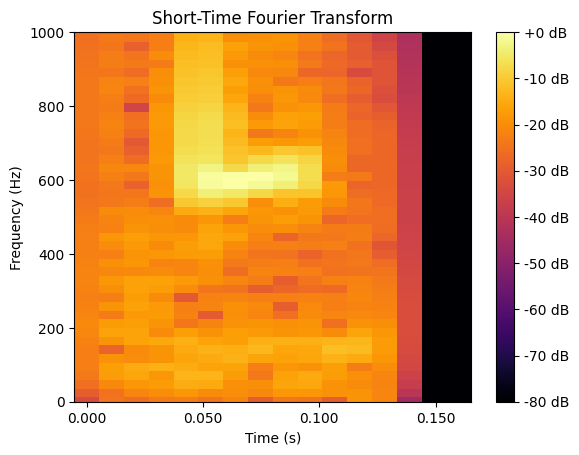 Short-Time Fourier Transform
Frequency (Hz)
1000
800
600
400
200
0
0.000
0.050
0.100
0.150
Time (s)
+0 dB
-10 dB
-20 dB
-30 dB
-40 dB
-50 dB
-60 dB
-70 dB
-80 dB